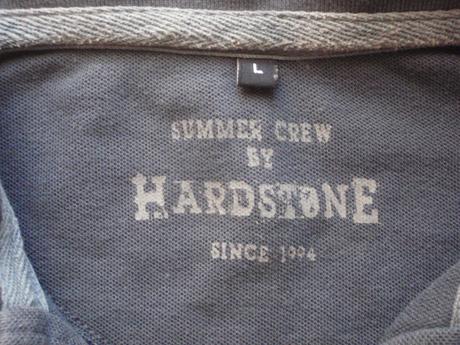 L
SUMMER CREW
BY
HARDSTONE
SINCE 1994